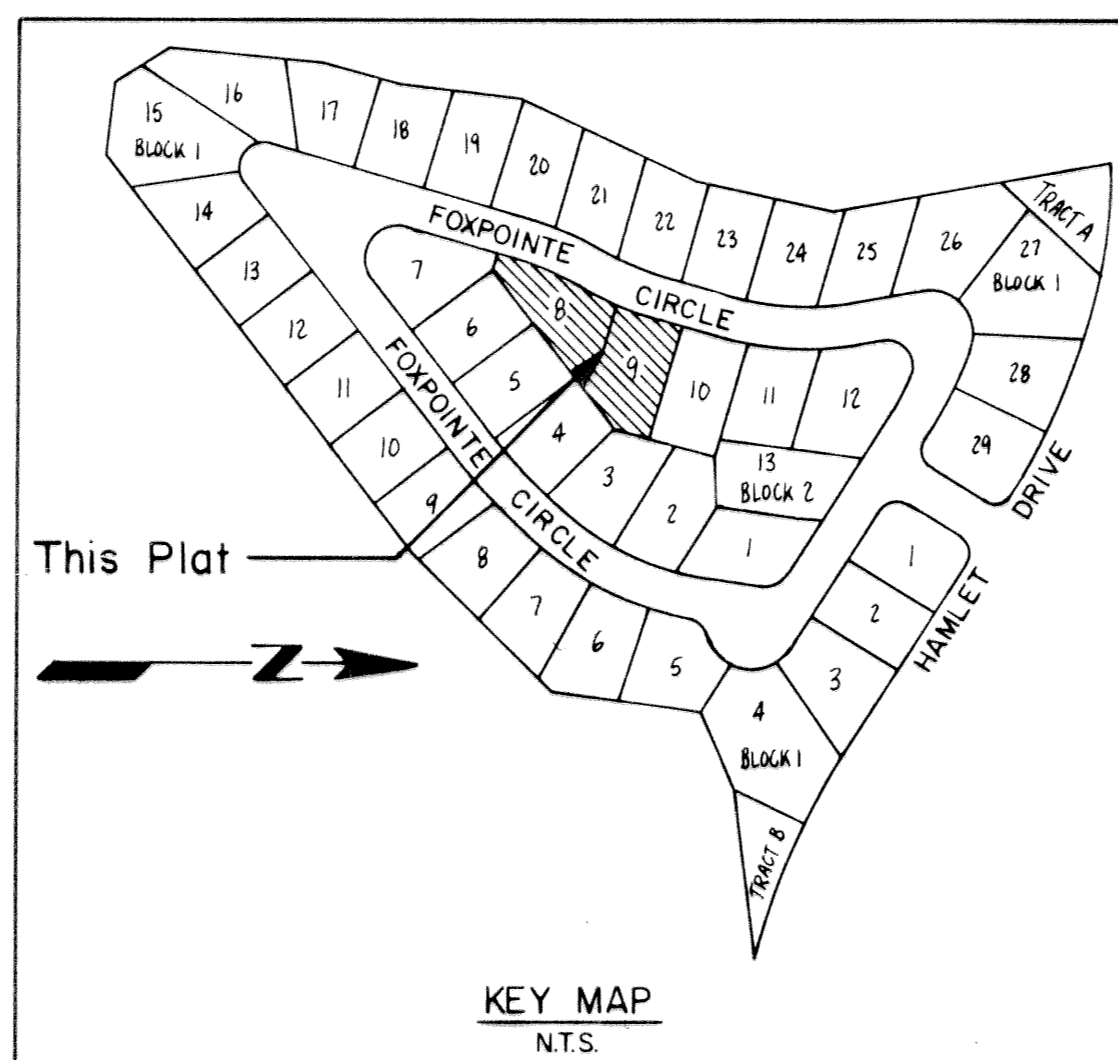 16
15
BLOCK 1
17
18
19
20
21
22
23
24
25
26
TRACT A
27
BLOCK 1
28
29
14
13
12
11
10
9
8
7
6
5
4
BLOCK 1
3
2
1
TRACT B
FOXPOINTE
CIRCLE
FOXPOINTE
CIRCLE
7
6
5
4
3
2
1
8
9
10
11
12
13
BLOCK 2
HAMLET
DRIVE
This Plat
N
KEY MAP
N.T.S.